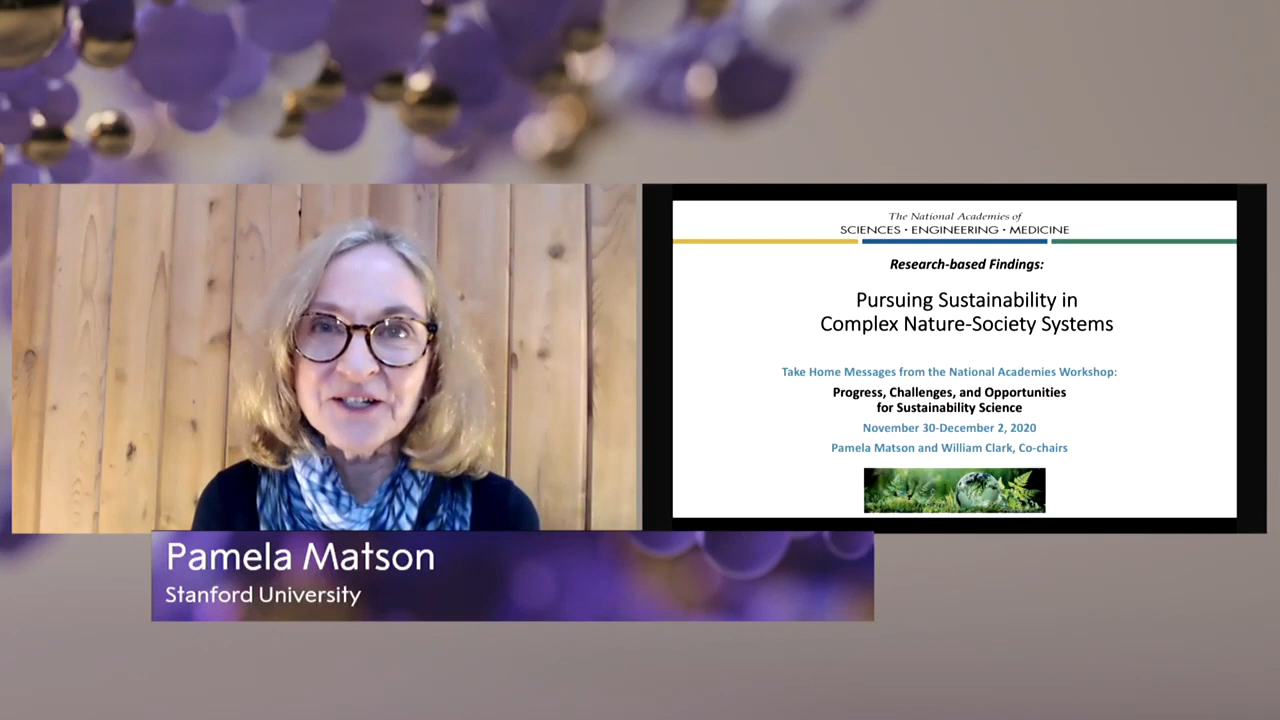 The National Academies of
SCIENCES • ENGINEERING • MEDICINE
Research-based Findings:
Pursuing Sustainability in
Complex Nature-Society Systems
Take Home Messages from the National Academies Workshop:
Progress, Challenges, and Opportunities
for Sustainability Science
November 30-December 2, 2020
Pamela Matson and William Clark, Co-chairs
Pamela Matson
Stanford University